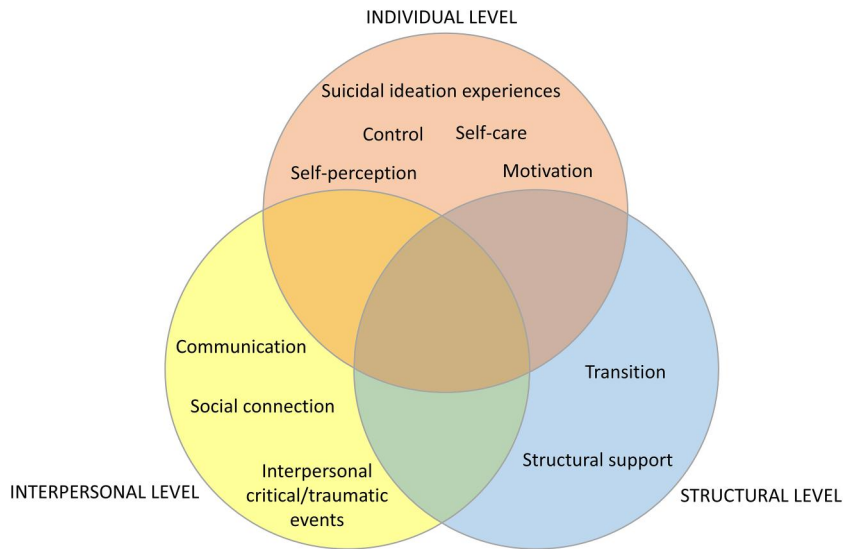 INDIVIDUAL LEVEL
Suicidal ideation experiences
Control
Self-care
Self-perception
Motivation
Communication
Social connection
Interpersonal
critical/traumatic
events
INTERPERSONAL LEVEL
Transition
Structural support
STRUCTURAL LEVEL